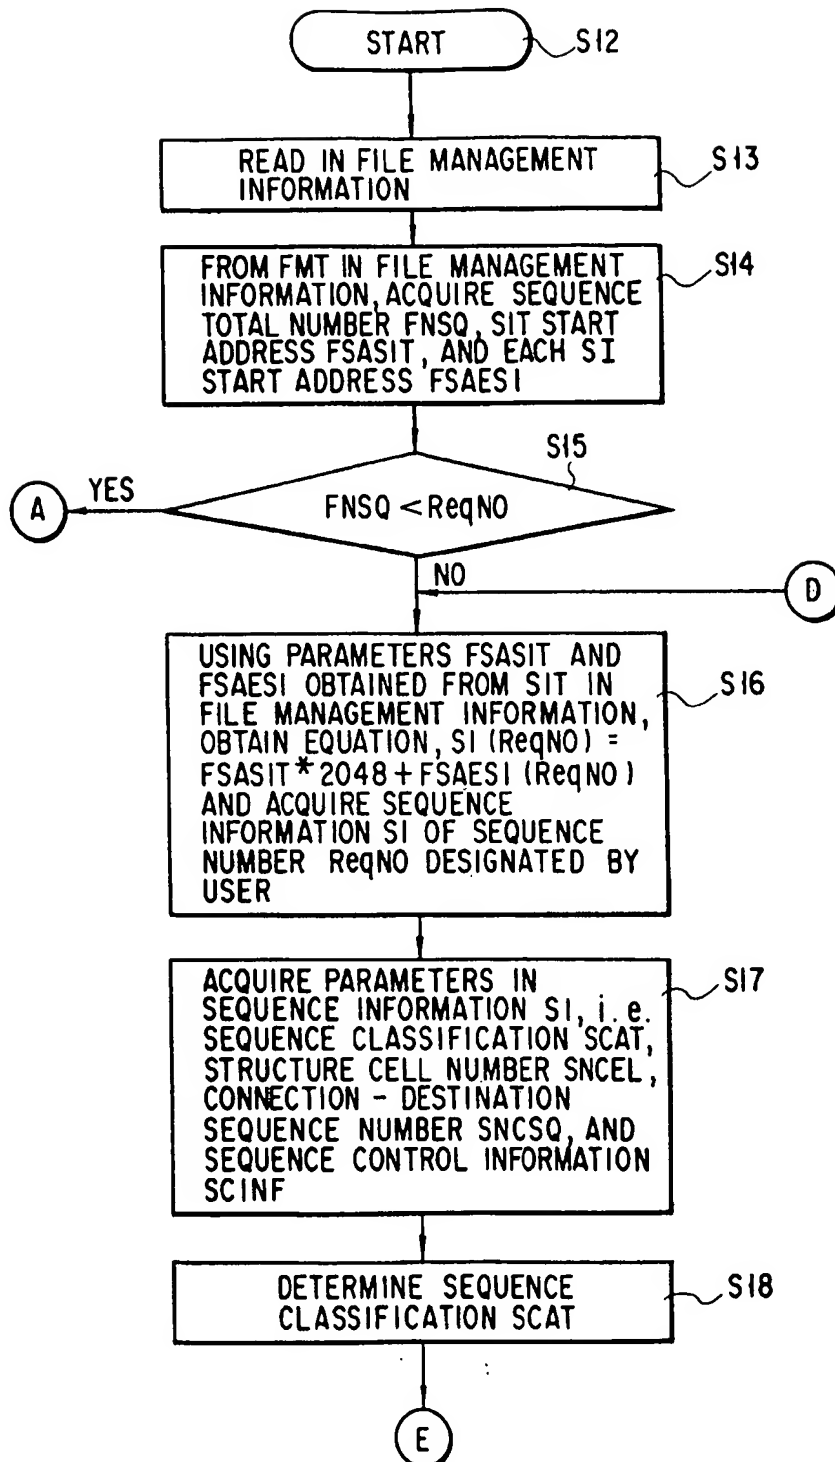 START
S12
READ IN FILE MANAGEMENT
INFORMATION
S13
FROM FMT IN FILE MANAGEMENT
INFORMATION, ACQUIRE SEQUENCE
TOTAL NUMBER FNSQ, SIT START
ADDRESS FSASIT, AND EACH SI
START ADDRESS FSAESI
S14
S15
A
YES
FNSQ < ReqNO
NO
D
USING PARAMETERS FSASIT AND
FSAESI OBTAINED FROM SIT IN
FILE MANAGEMENT INFORMATION,
OBTAIN EQUATION, SI (ReqNO) =
FSASIT * 2048 + FSAESI (ReqNO)
AND ACQUIRE SEQUENCE
INFORMATION SI OF SEQUENCE
NUMBER ReqNO DESIGNATED BY
USER
S16
ACQUIRE PARAMETERS IN
SEQUENCE INFORMATION SI, i.e.
SEQUENCE CLASSIFICATION SCAT,
STRUCTURE CELL NUMBER SNCEL,
CONNECTION - DESTINATION
SEQUENCE NUMBER SNCSQ, AND
SEQUENCE CONTROL INFORMATION
SCINF
S17
DETERMINE SEQUENCE
CLASSIFICATION SCAT
S18
E